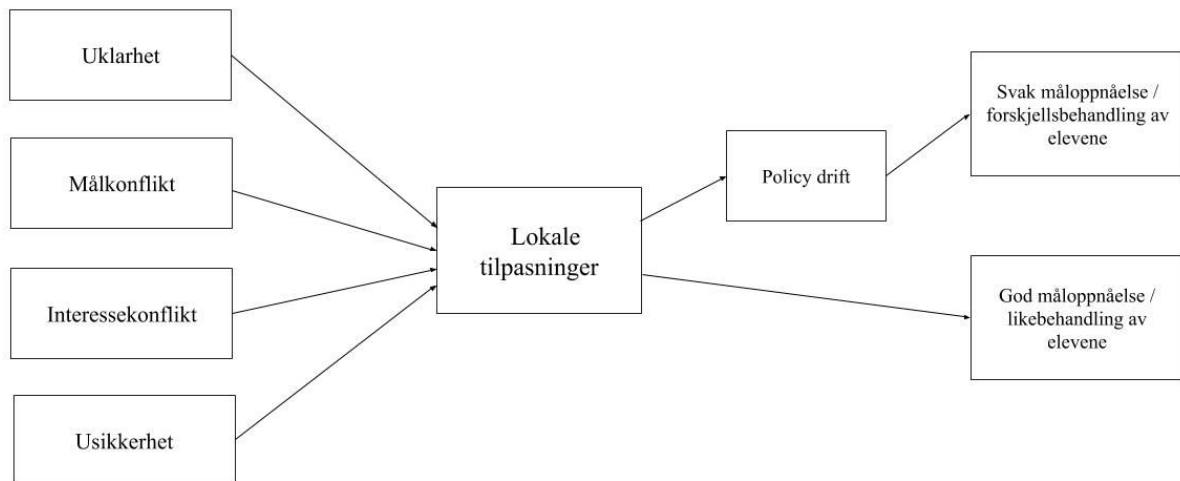 Uklarhet
Målkonflikt
Interessekonflikt
Usikkerhet
Lokale
tilpasninger
Policy drift
Svak måloppnåelse /
forskjellsbehandling av
elevene
God måloppnåelse /
likebehandling av
elevene